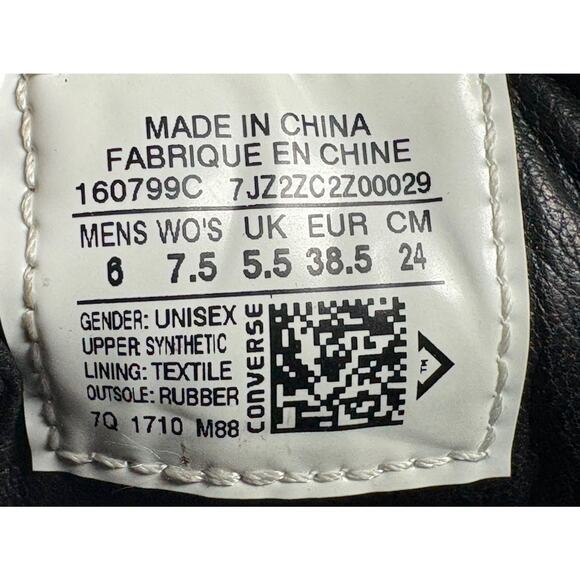 MADE IN CHINA
FABRIQUE EN CHINE
160799C 7JZ2ZC2Z00029
MENS WO'S UK EUR CM
6 7.5 5.5 38.5 24
GENDER: UNISEX
UPPER: SYNTHETIC
LINING: TEXTILE
OUTSOLE: RUBBER
7Q 1710 M88
CONVERSE
TM